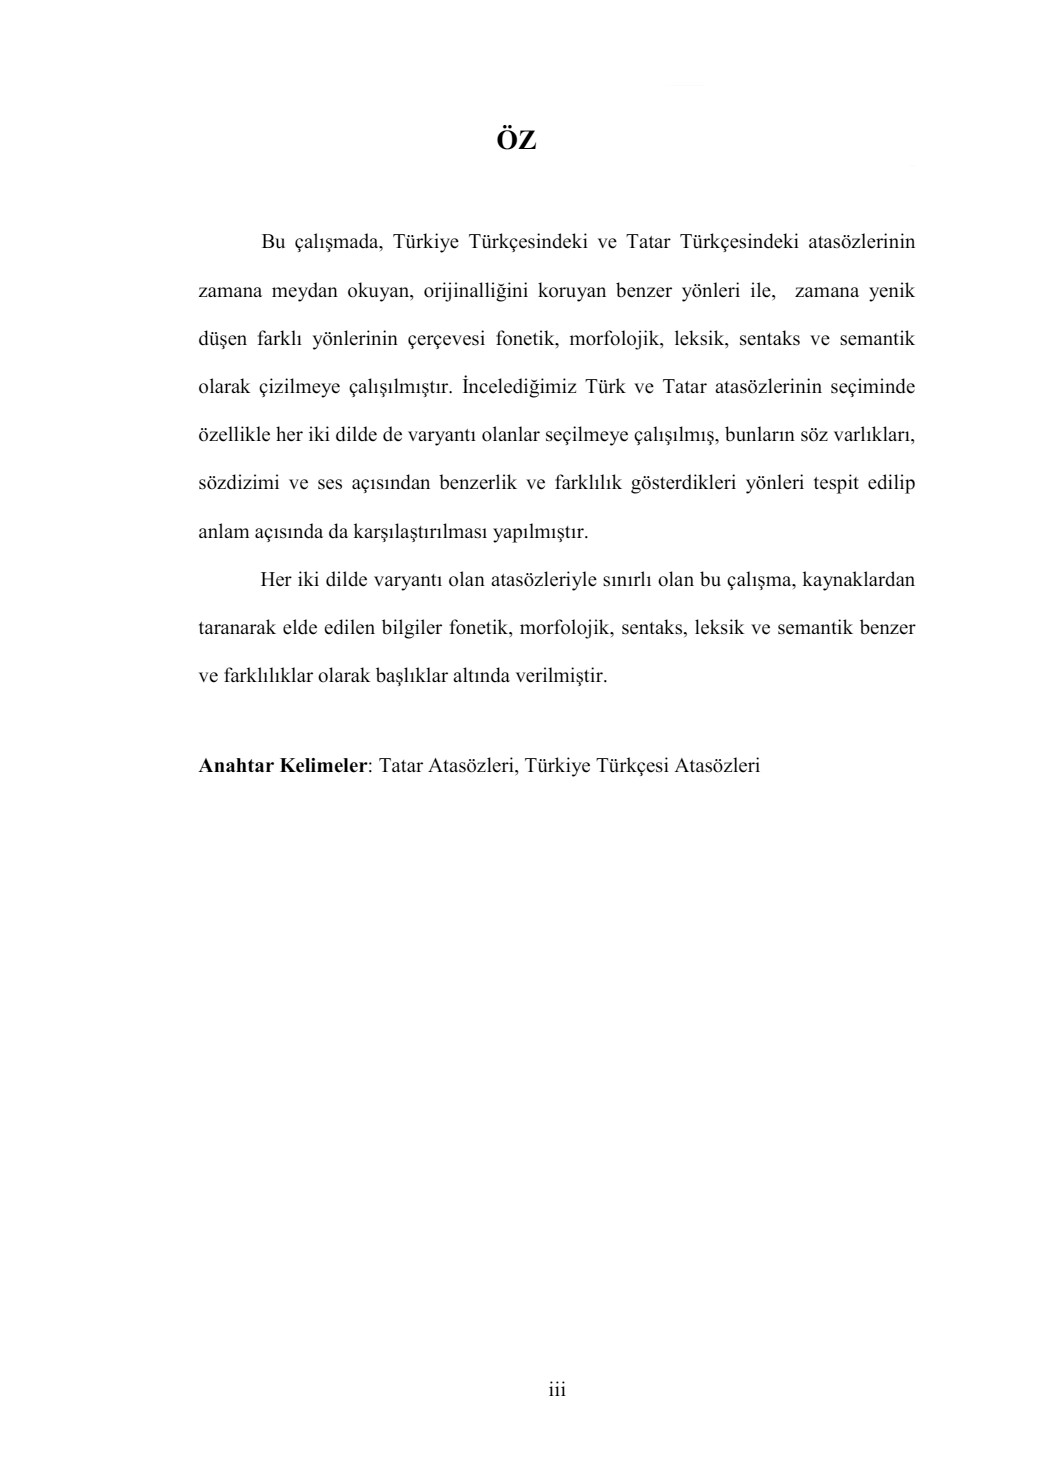 ÖZ
Bu çalışmada, Türkiye Türkçesindeki ve Tatar Türkçesindeki atasözlerinin
zamana meydan okuyan, orijinalliğini koruyan benzer yönleri ile, zamana yenik
düşen farklı yönlerinin çerçevesi fonetik, morfolojik, leksik, sentaks ve semantik
olarak çizilmeye çalışılmıştır. İncelediğimiz Türk ve Tatar atasözlerinin seçiminde
özellikle her iki dilde de varyantı olanlar seçilmeye çalışılmış, bunların söz varlıkları,
sözdizimi ve ses açısından benzerlik ve farklılık gösterdikleri yönleri tespit edilip
anlam açısında da karşılaştırılması yapılmıştır.
Her iki dilde varyantı olan atasözleriyle sınırlı olan bu çalışma, kaynaklardan
taranarak elde edilen bilgiler fonetik, morfolojik, sentaks, leksik ve semantik benzer
ve farklılıklar olarak başlıklar altında verilmiştir.
Anahtar Kelimeler: Tatar Atasözleri, Türkiye Türkçesi Atasözleri
iii